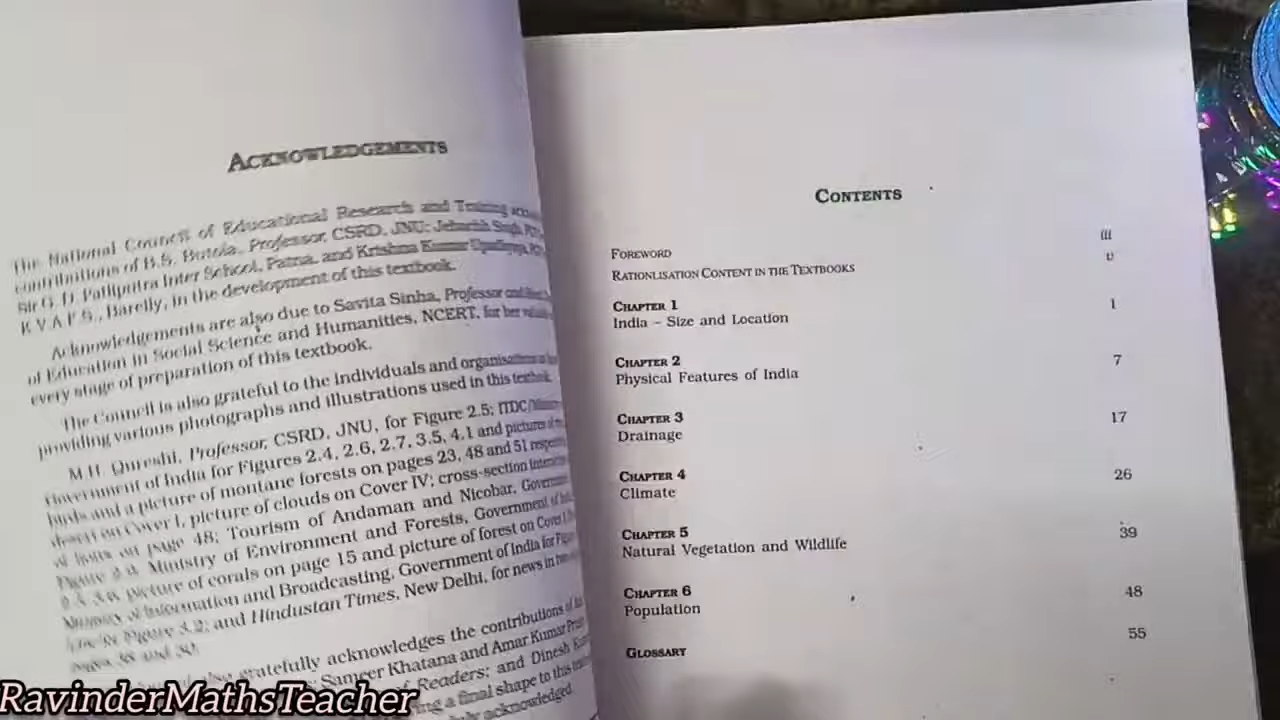 ACKNOWLEDGEMENTS
The National Council of Educational Research and Training
contributions of B.S. Butola, Professor, CSRD, JNU;
Sir G. D. Patliputra Inter School, Patna, and Krishna Kumar
in the development of this textbook.
Acknowledgements are also due to Savita Sinha, Professor and
of Education in Social Science and Humanities, NCERT, for her
every stage of preparation of this textbook.
The Council is also grateful to the individuals and organisations
providing various photographs and illustrations used in this textbook.
M.H. Qureshi, Professor, CSRD, JNU, for Figure 2.5; ITDC/
Government of India for Figures 2.4, 2.6, 2.7, 3.5, 4.1 and pictures of
and a picture of montane forests on pages 23, 48 and 51
on Cover I, picture of clouds on Cover IV; cross-section
on page 48; Tourism of Andaman and Nicobar,
Ministry of Environment and Forests, Government of
picture of corals on page 15 and picture of forest on Cover I,
of Information and Broadcasting, Government of India for
Figure 3.2; and Hindustan Times, New Delhi, for news in
gratefully acknowledges the contributions of
Sameer Khatana and Amar Kumar
Readers; and Dinesh
a final shape to this
acknowledged.
CONTENTS
FOREWORD iii
RATIONLISATION CONTENT IN THE TEXTBOOKS v
CHAPTER 1 1
India – Size and Location
CHAPTER 2 7
Physical Features of India
CHAPTER 3 17
Drainage
CHAPTER 4 26
Climate
CHAPTER 5 39
Natural Vegetation and Wildlife
CHAPTER 6 48
Population
GLOSSARY 55
RavinderMathsTeacher